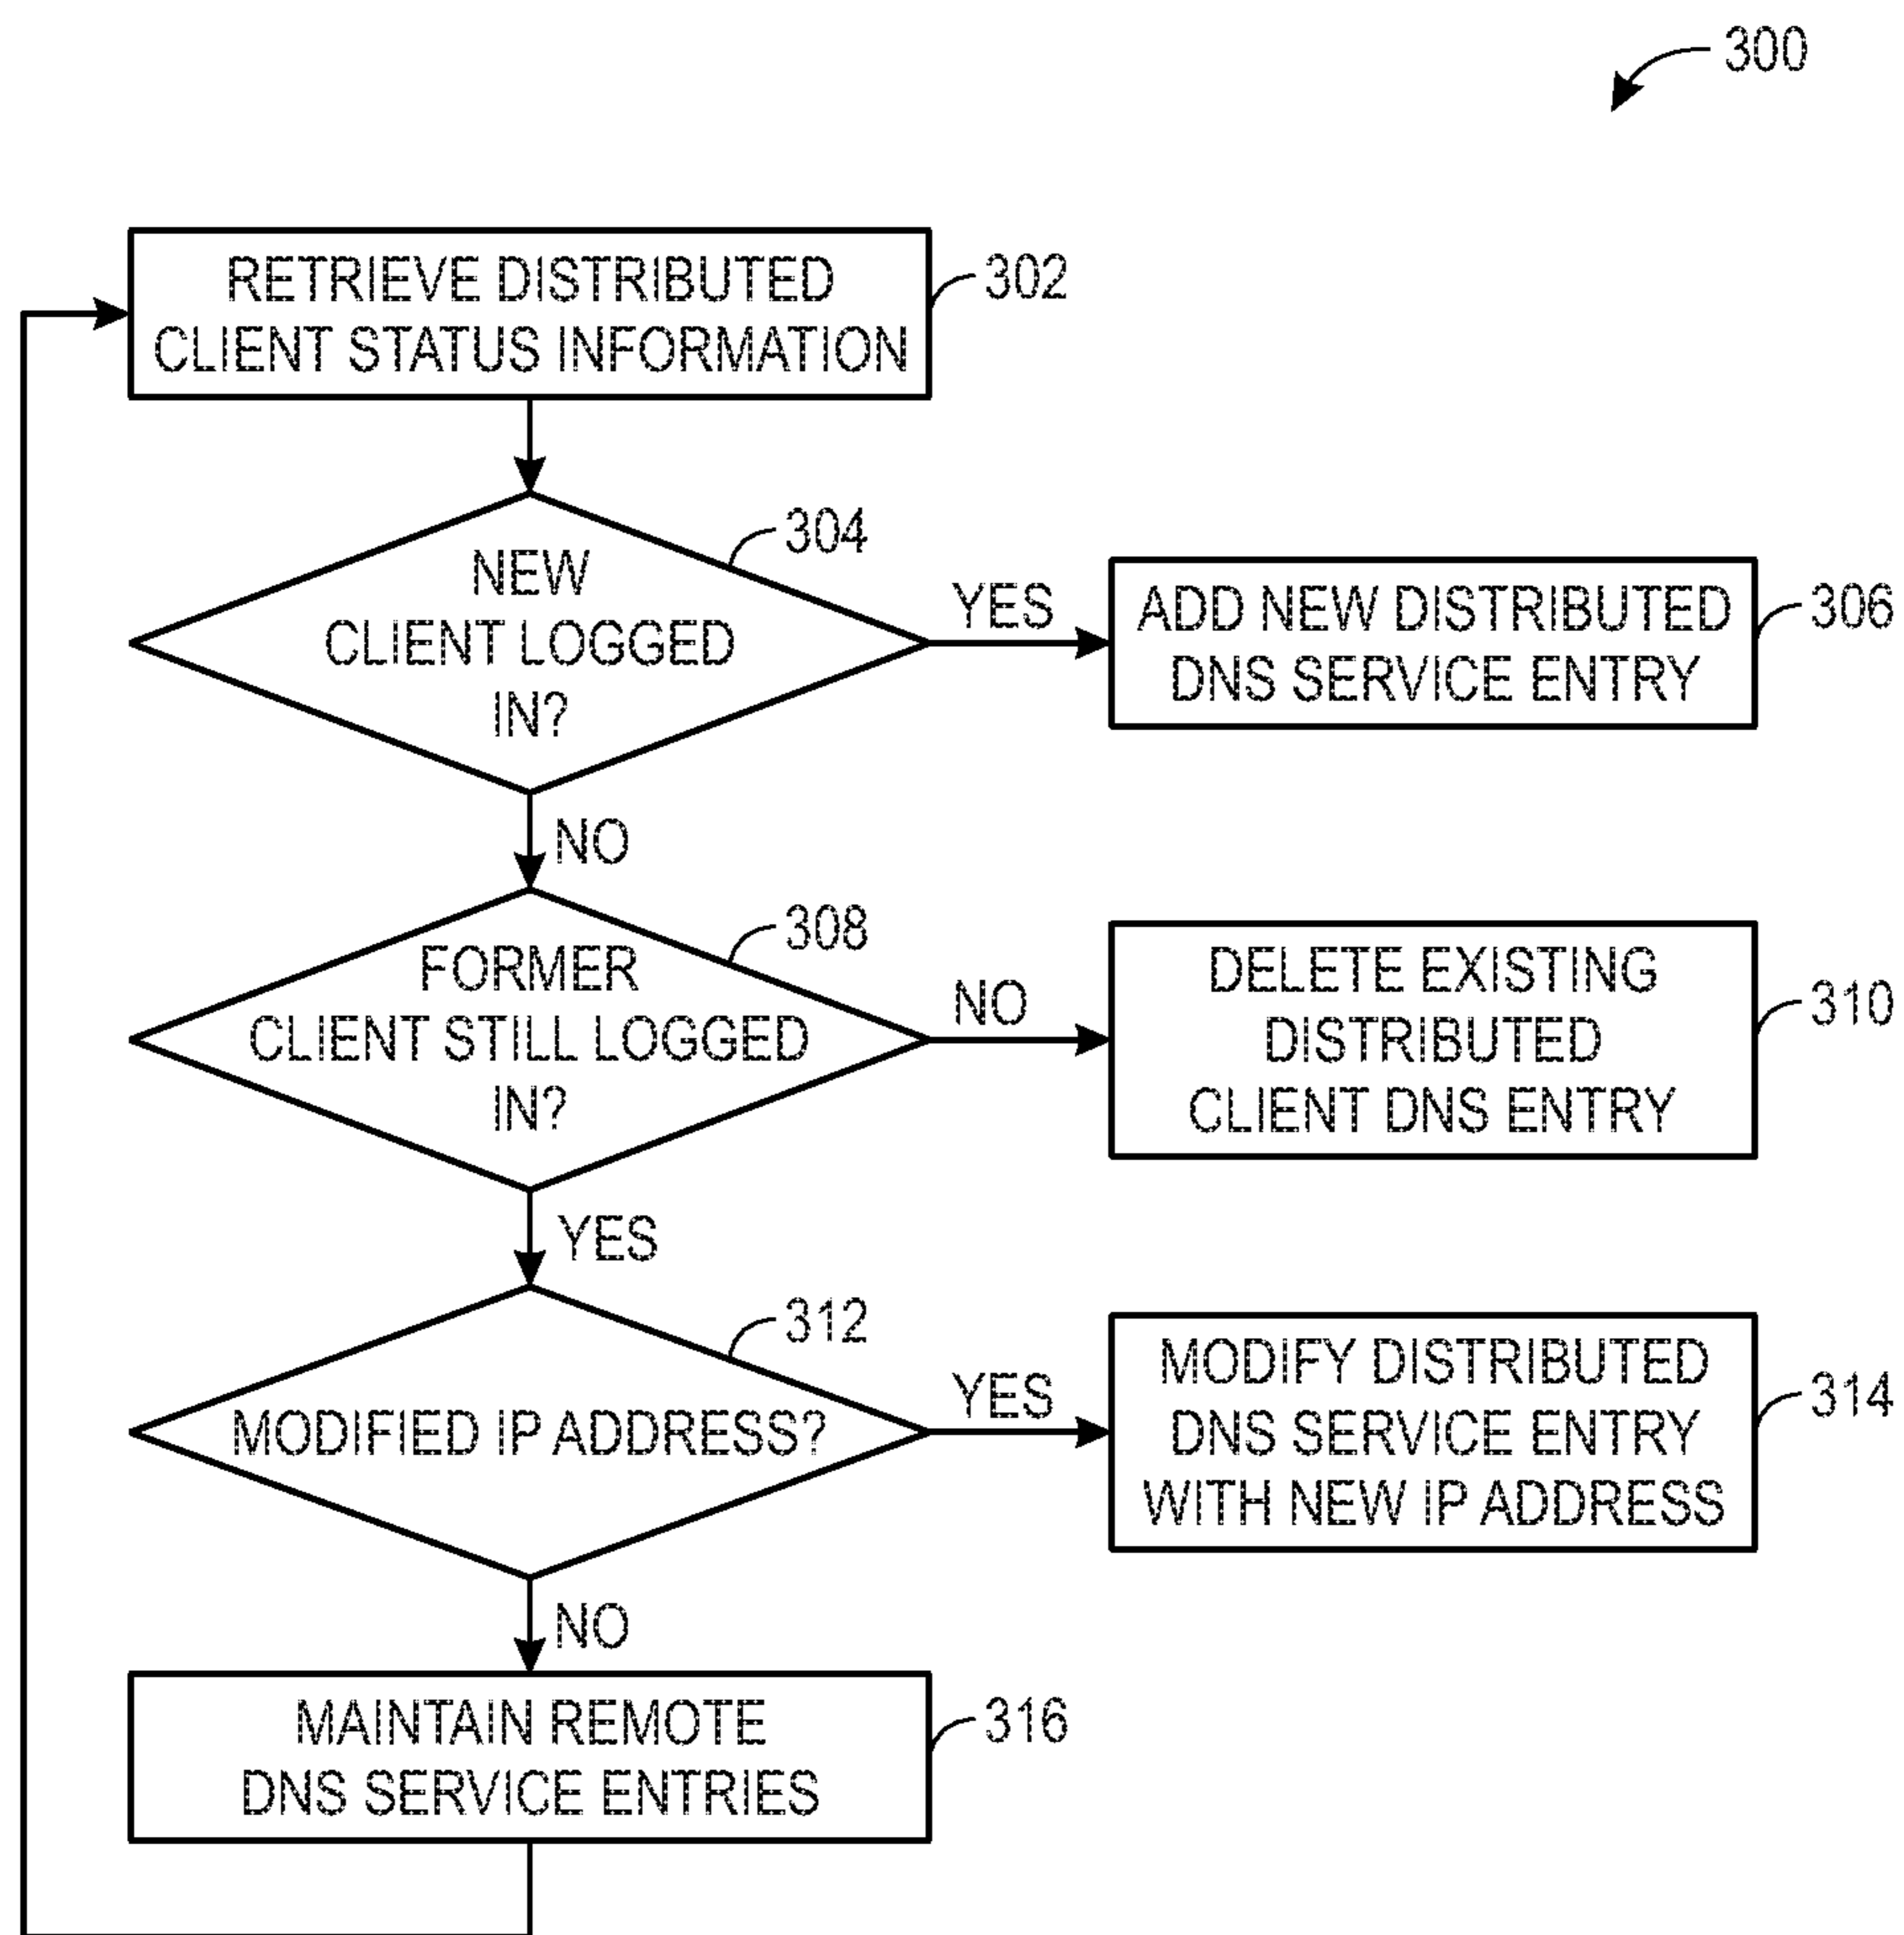 300
RETRIEVE DISTRIBUTED
CLIENT STATUS INFORMATION
302
NEW
CLIENT LOGGED
IN?
304
YES
ADD NEW DISTRIBUTED
DNS SERVICE ENTRY
306
NO
FORMER
CLIENT STILL LOGGED
IN?
308
NO
DELETE EXISTING
DISTRIBUTED
CLIENT DNS ENTRY
310
YES
MODIFIED IP ADDRESS?
312
YES
MODIFY DISTRIBUTED
DNS SERVICE ENTRY
WITH NEW IP ADDRESS
314
NO
MAINTAIN REMOTE
DNS SERVICE ENTRIES
316